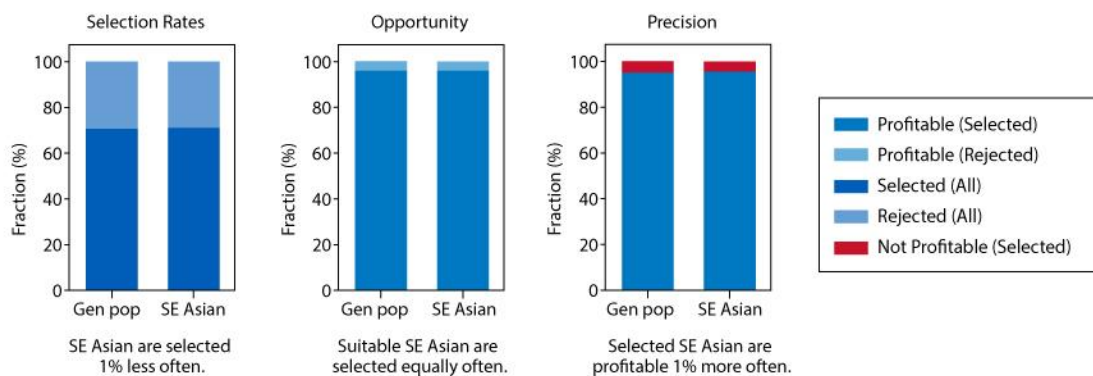 Selection Rates
Fraction (%)
100
80
60
40
20
0
Gen pop
SE Asian
SE Asian are selected
1% less often.
Opportunity
Fraction (%)
100
80
60
40
20
0
Gen pop
SE Asian
Suitable SE Asian are
selected equally often.
Precision
Fraction (%)
100
80
60
40
20
0
Gen pop
SE Asian
Selected SE Asian are
profitable 1% more often.
Profitable (Selected)
Profitable (Rejected)
Selected (All)
Rejected (All)
Not Profitable (Selected)